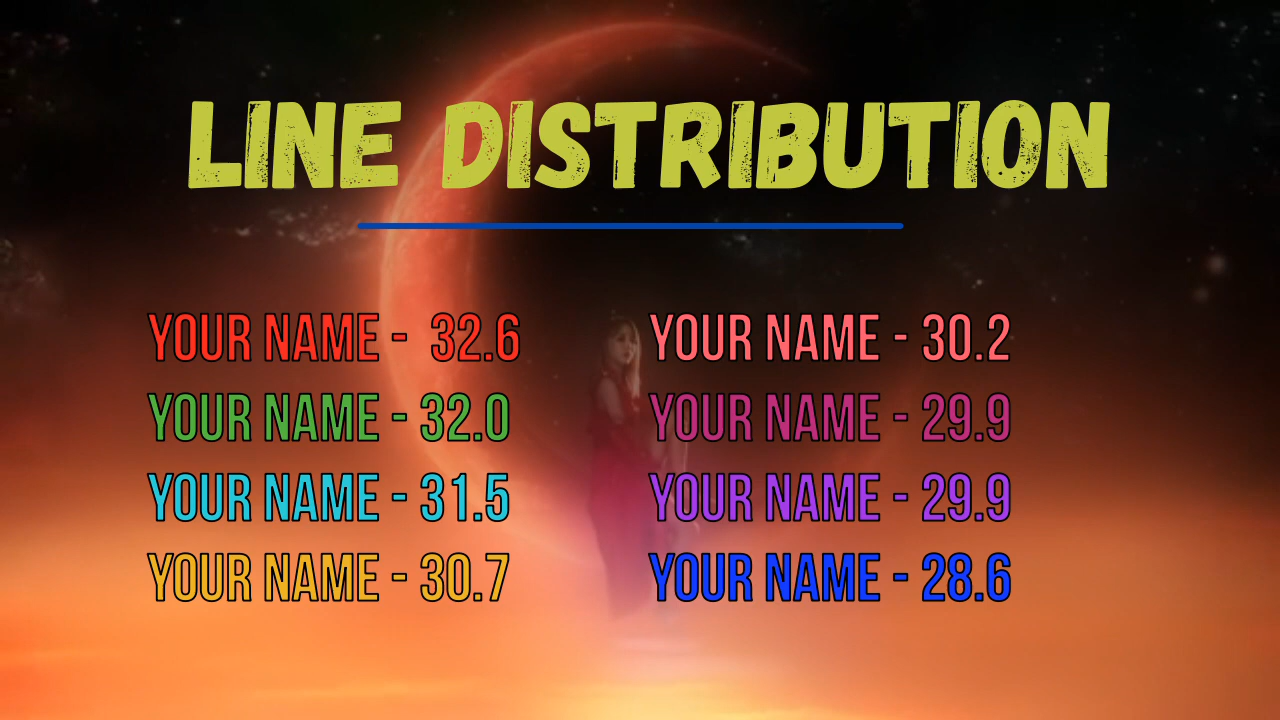 LINE DISTRIBUTION
YOUR NAME - 32.6
YOUR NAME - 32.0
YOUR NAME - 31.5
YOUR NAME - 30.7
YOUR NAME - 30.2
YOUR NAME - 29.9
YOUR NAME - 29.9
YOUR NAME - 28.6